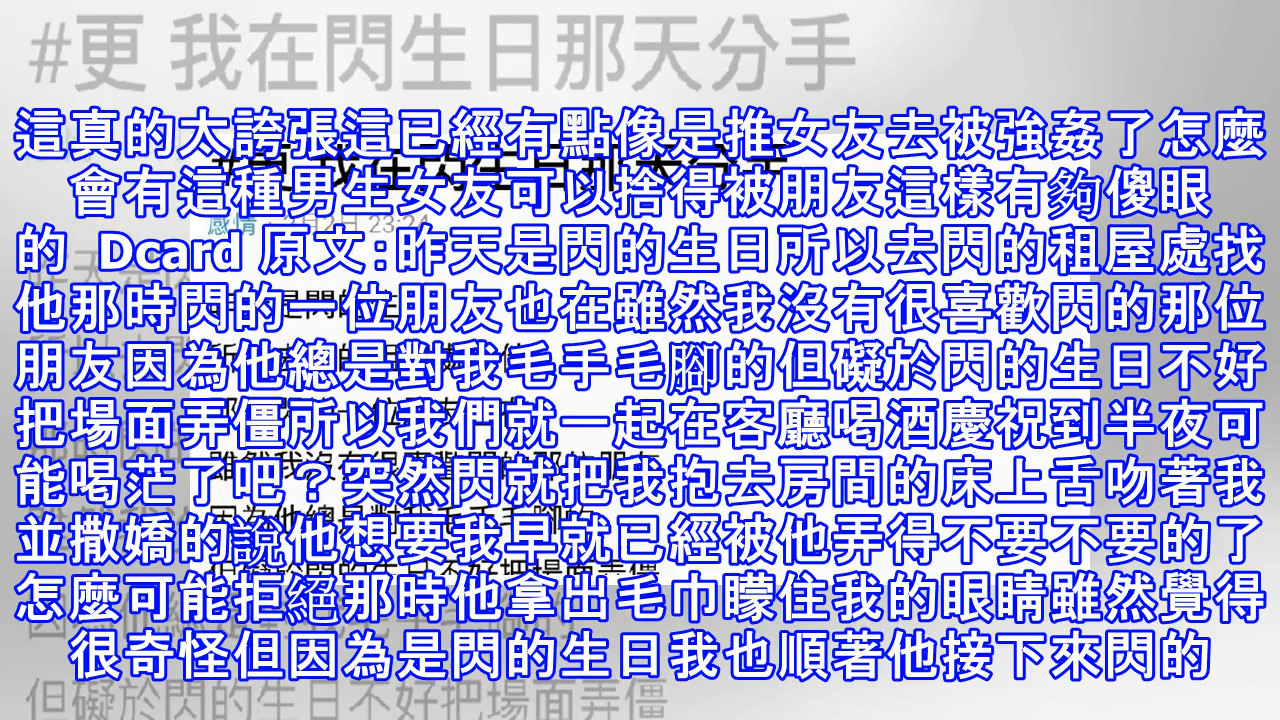 #更 我在閃生日那天分手
這真的太誇張這已經有點像是推女友去被強姦了怎麼
會有這種男生女友可以捨得被朋友這樣有夠傻眼
感情·2月2日 23:24
的 Dcard 原文:昨天是閃的生日所以去閃的租屋處找
他那時閃的一位朋友也在雖然我沒有很喜歡閃的那位
朋友因為他總是對我毛手毛腳的但礙於閃的生日不好
把場面弄僵所以我們就一起在客廳喝酒慶祝到半夜可
能喝茫了吧？突然閃就把我抱去房間的床上舌吻著我
並撒嬌的說他想要我早就已經被他弄得不要不要的了
怎麼可能拒絕那時他拿出毛巾矇住我的眼睛雖然覺得
很奇怪但因為是閃的生日我也順著他接下來閃的
但礙於閃的生日不好把場面弄僵